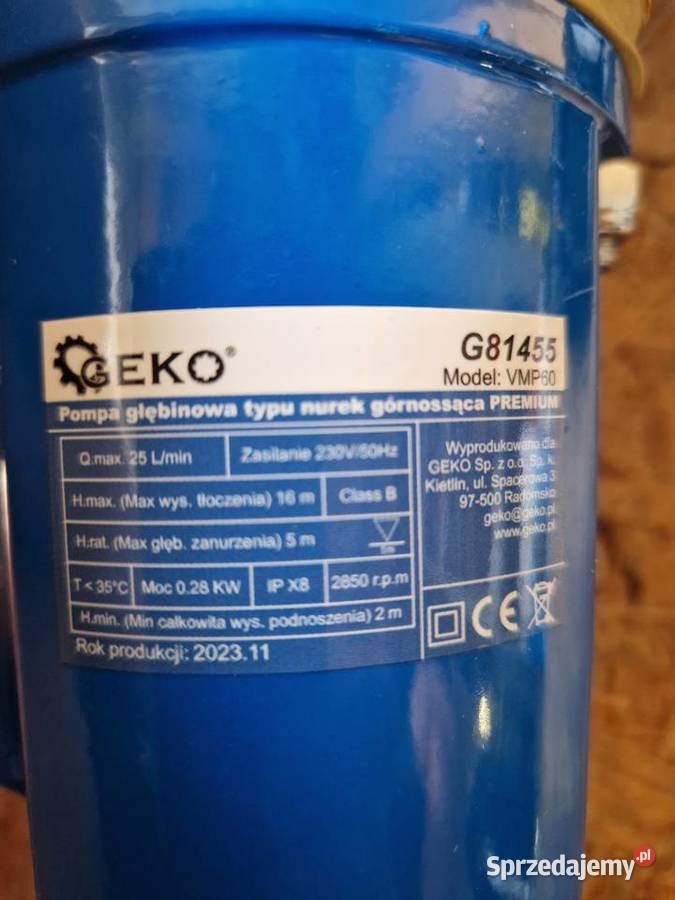 GEKO®
G81455
Model: VMP60
Pompa głębinowa typu nurek górnossąca PREMIUM
Q.max. 25 L/min
Zasilanie 230V/50Hz
H.max. (Max wys. tłoczenia) 16 m
Class B
H.rat. (Max głęb. zanurzenia) 5 m
5m
T < 35°C
Moc 0.28 KW
IP X8
2850 r.p.m
H.min. (Min całkowita wys. podnoszenia) 2 m
Rok produkcji: 2023.11
Wyprodukowano dla:
GEKO Sp. z o.o. Sp. k.
Kietlin, ul. Spacerowa 3
97-500 Radomsko
geko@geko.pl
www.geko.pl
CE
Sprzedajemy.pl